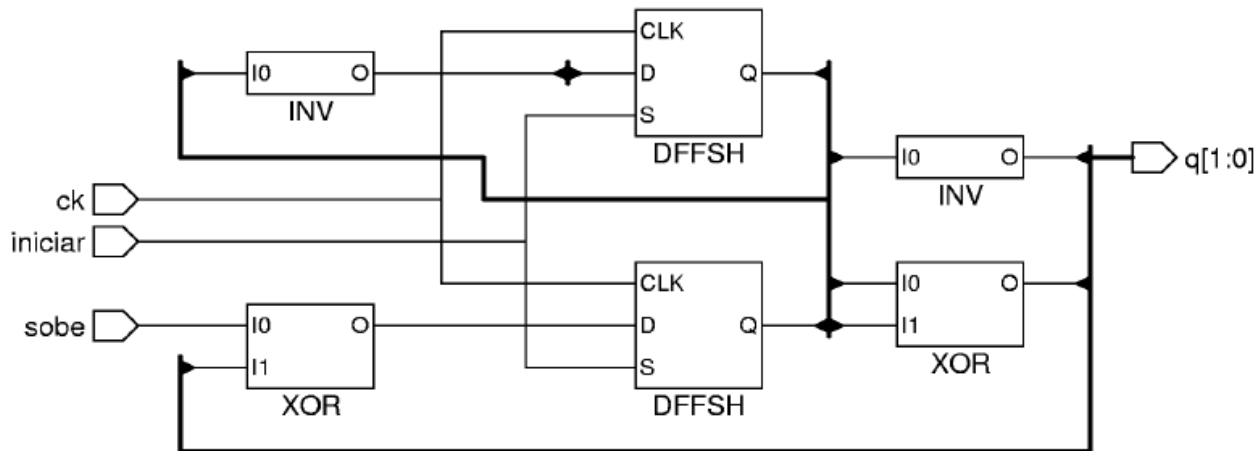 CLK
I0 O D Q
INV S
DFFSH
I0 O q[1:0]
INV
ck
iniciar
CLK I0 O
sobe I0 O D Q I1
I1 S XOR
XOR DFFSH